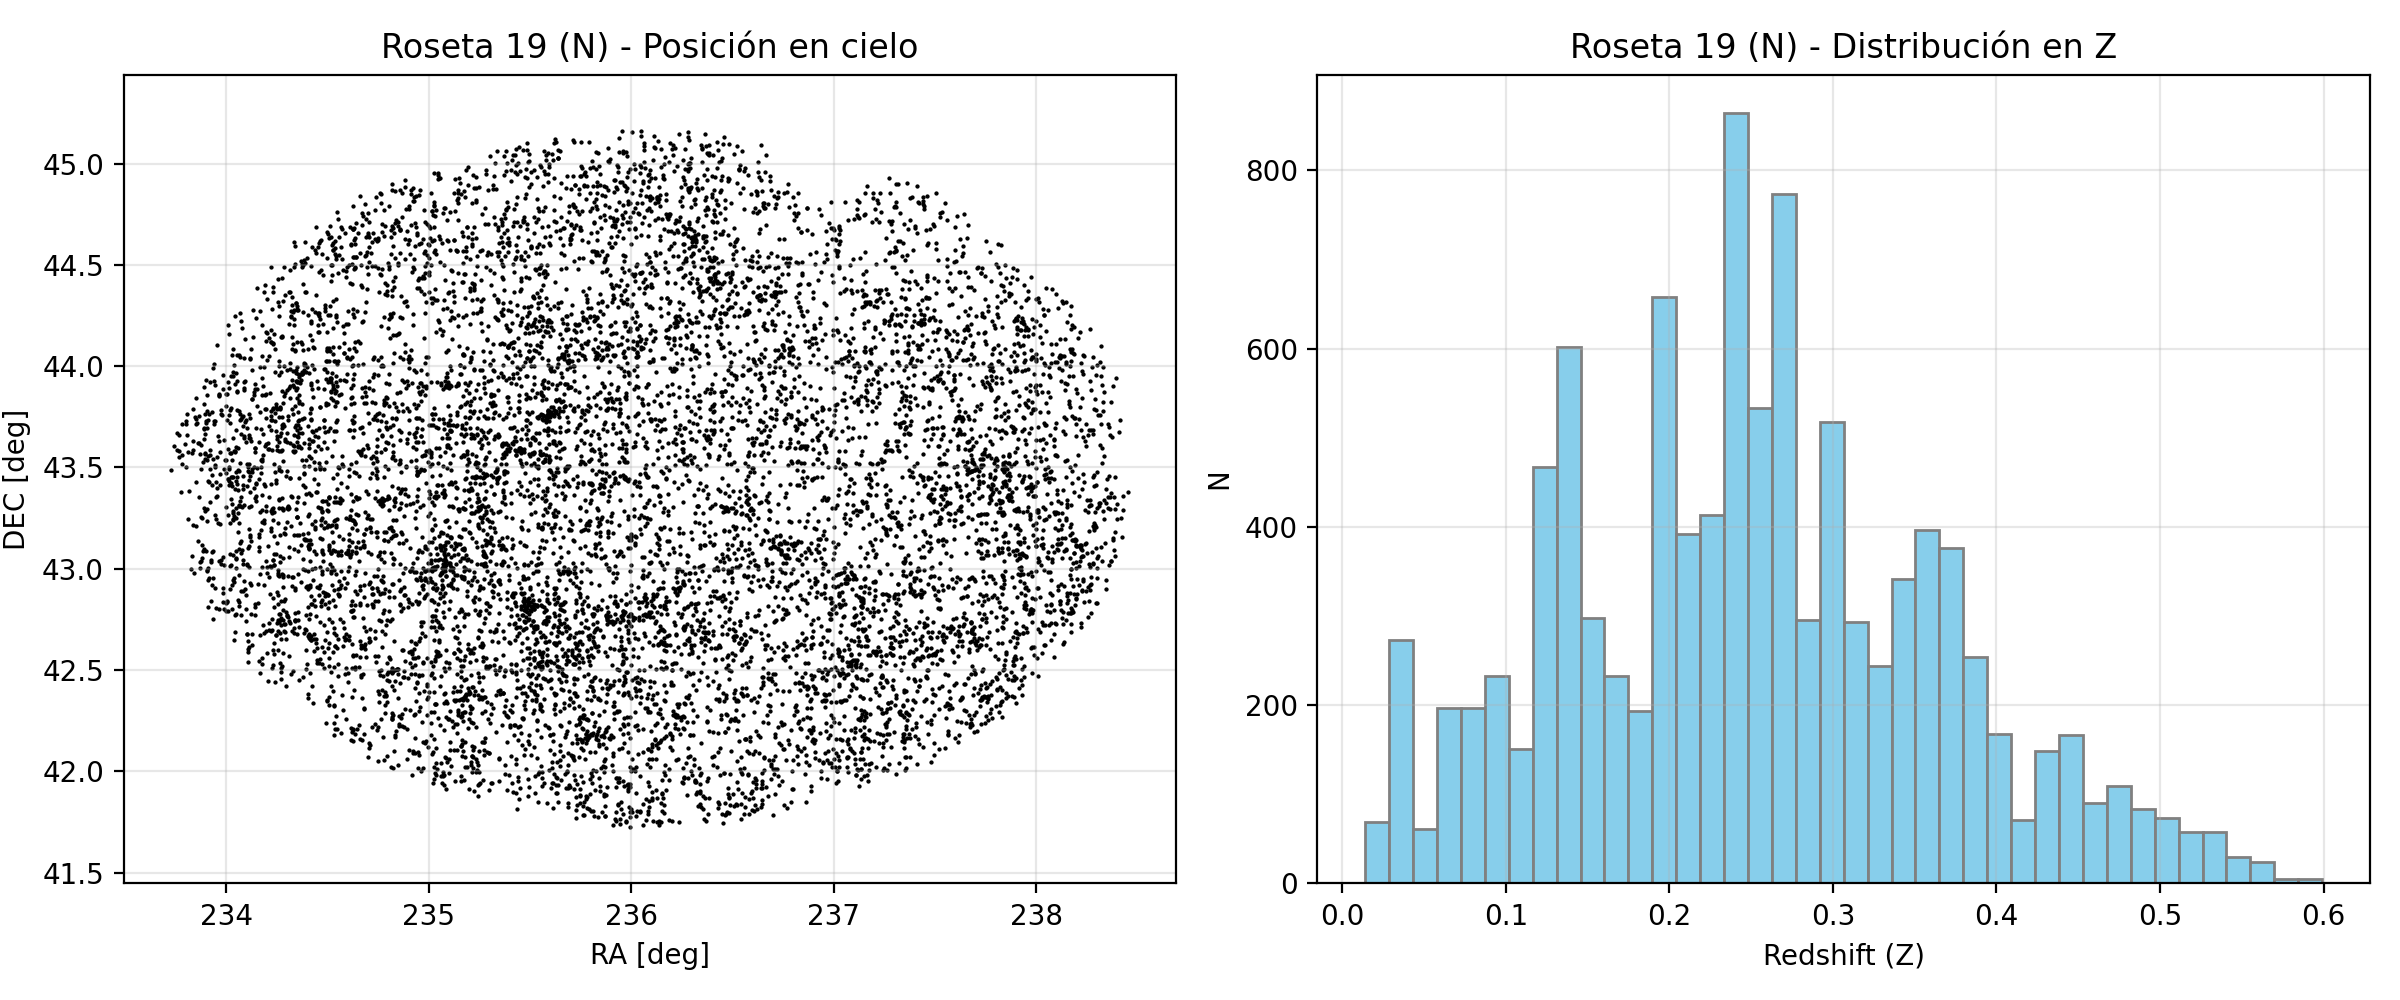 Roseta 19 (N) - Posición en cielo
45.0
44.5
44.0
43.5
43.0
42.5
42.0
41.5
DEC [deg]
234 235 236 237 238
RA [deg]
Roseta 19 (N) - Distribución en Z
800
600
400
200
0
N
0.0 0.1 0.2 0.3 0.4 0.5 0.6
Redshift (Z)